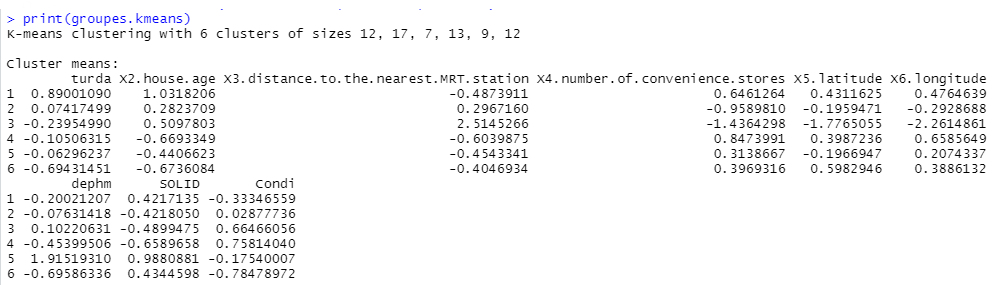 > print(groupes.kmeans)
K-means clustering with 6 clusters of sizes 12, 17, 7, 13, 9, 12
Cluster means:
turda X2.house.age X3.distance.to.the.nearest.MRT.station X4.number.of.convenience.stores X5.latitude X6.longitude
1 0.89001090 1.0318206 -0.4873911 0.6461264 0.4311625 0.4764639
2 0.07417499 0.2823709 0.2967160 -0.9589810 -0.1959471 -0.2928688
3 -0.23954990 0.5097803 2.5145266 -1.4364298 -1.7765055 -2.2614861
4 -0.10506315 -0.6693349 -0.6039875 0.8473991 0.3987236 0.6585649
5 -0.06296237 -0.4406623 -0.4543341 0.3138667 -0.1966947 0.2074337
6 -0.69431451 -0.6736084 -0.4046934 0.3969316 0.5982946 0.3886132
dephm SOLID Condi
1 -0.20021207 0.4217135 -0.33346559
2 -0.07631418 -0.4218050 0.02877736
3 0.10220631 -0.4899475 0.66466056
4 -0.45399506 -0.6589658 0.75814040
5 1.91519310 0.9880881 -0.17540007
6 -0.69586336 0.4344598 -0.78478972